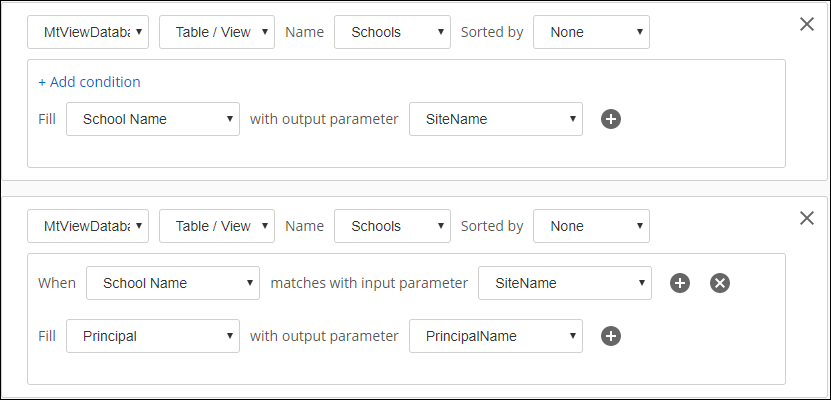 MtViewDataba Table / View Name Schools Sorted by None
+ Add condition
Fill School Name with output parameter SiteName
MtViewDataba Table / View Name Schools Sorted by None
When School Name matches with input parameter SiteName
Fill Principal with output parameter PrincipalName